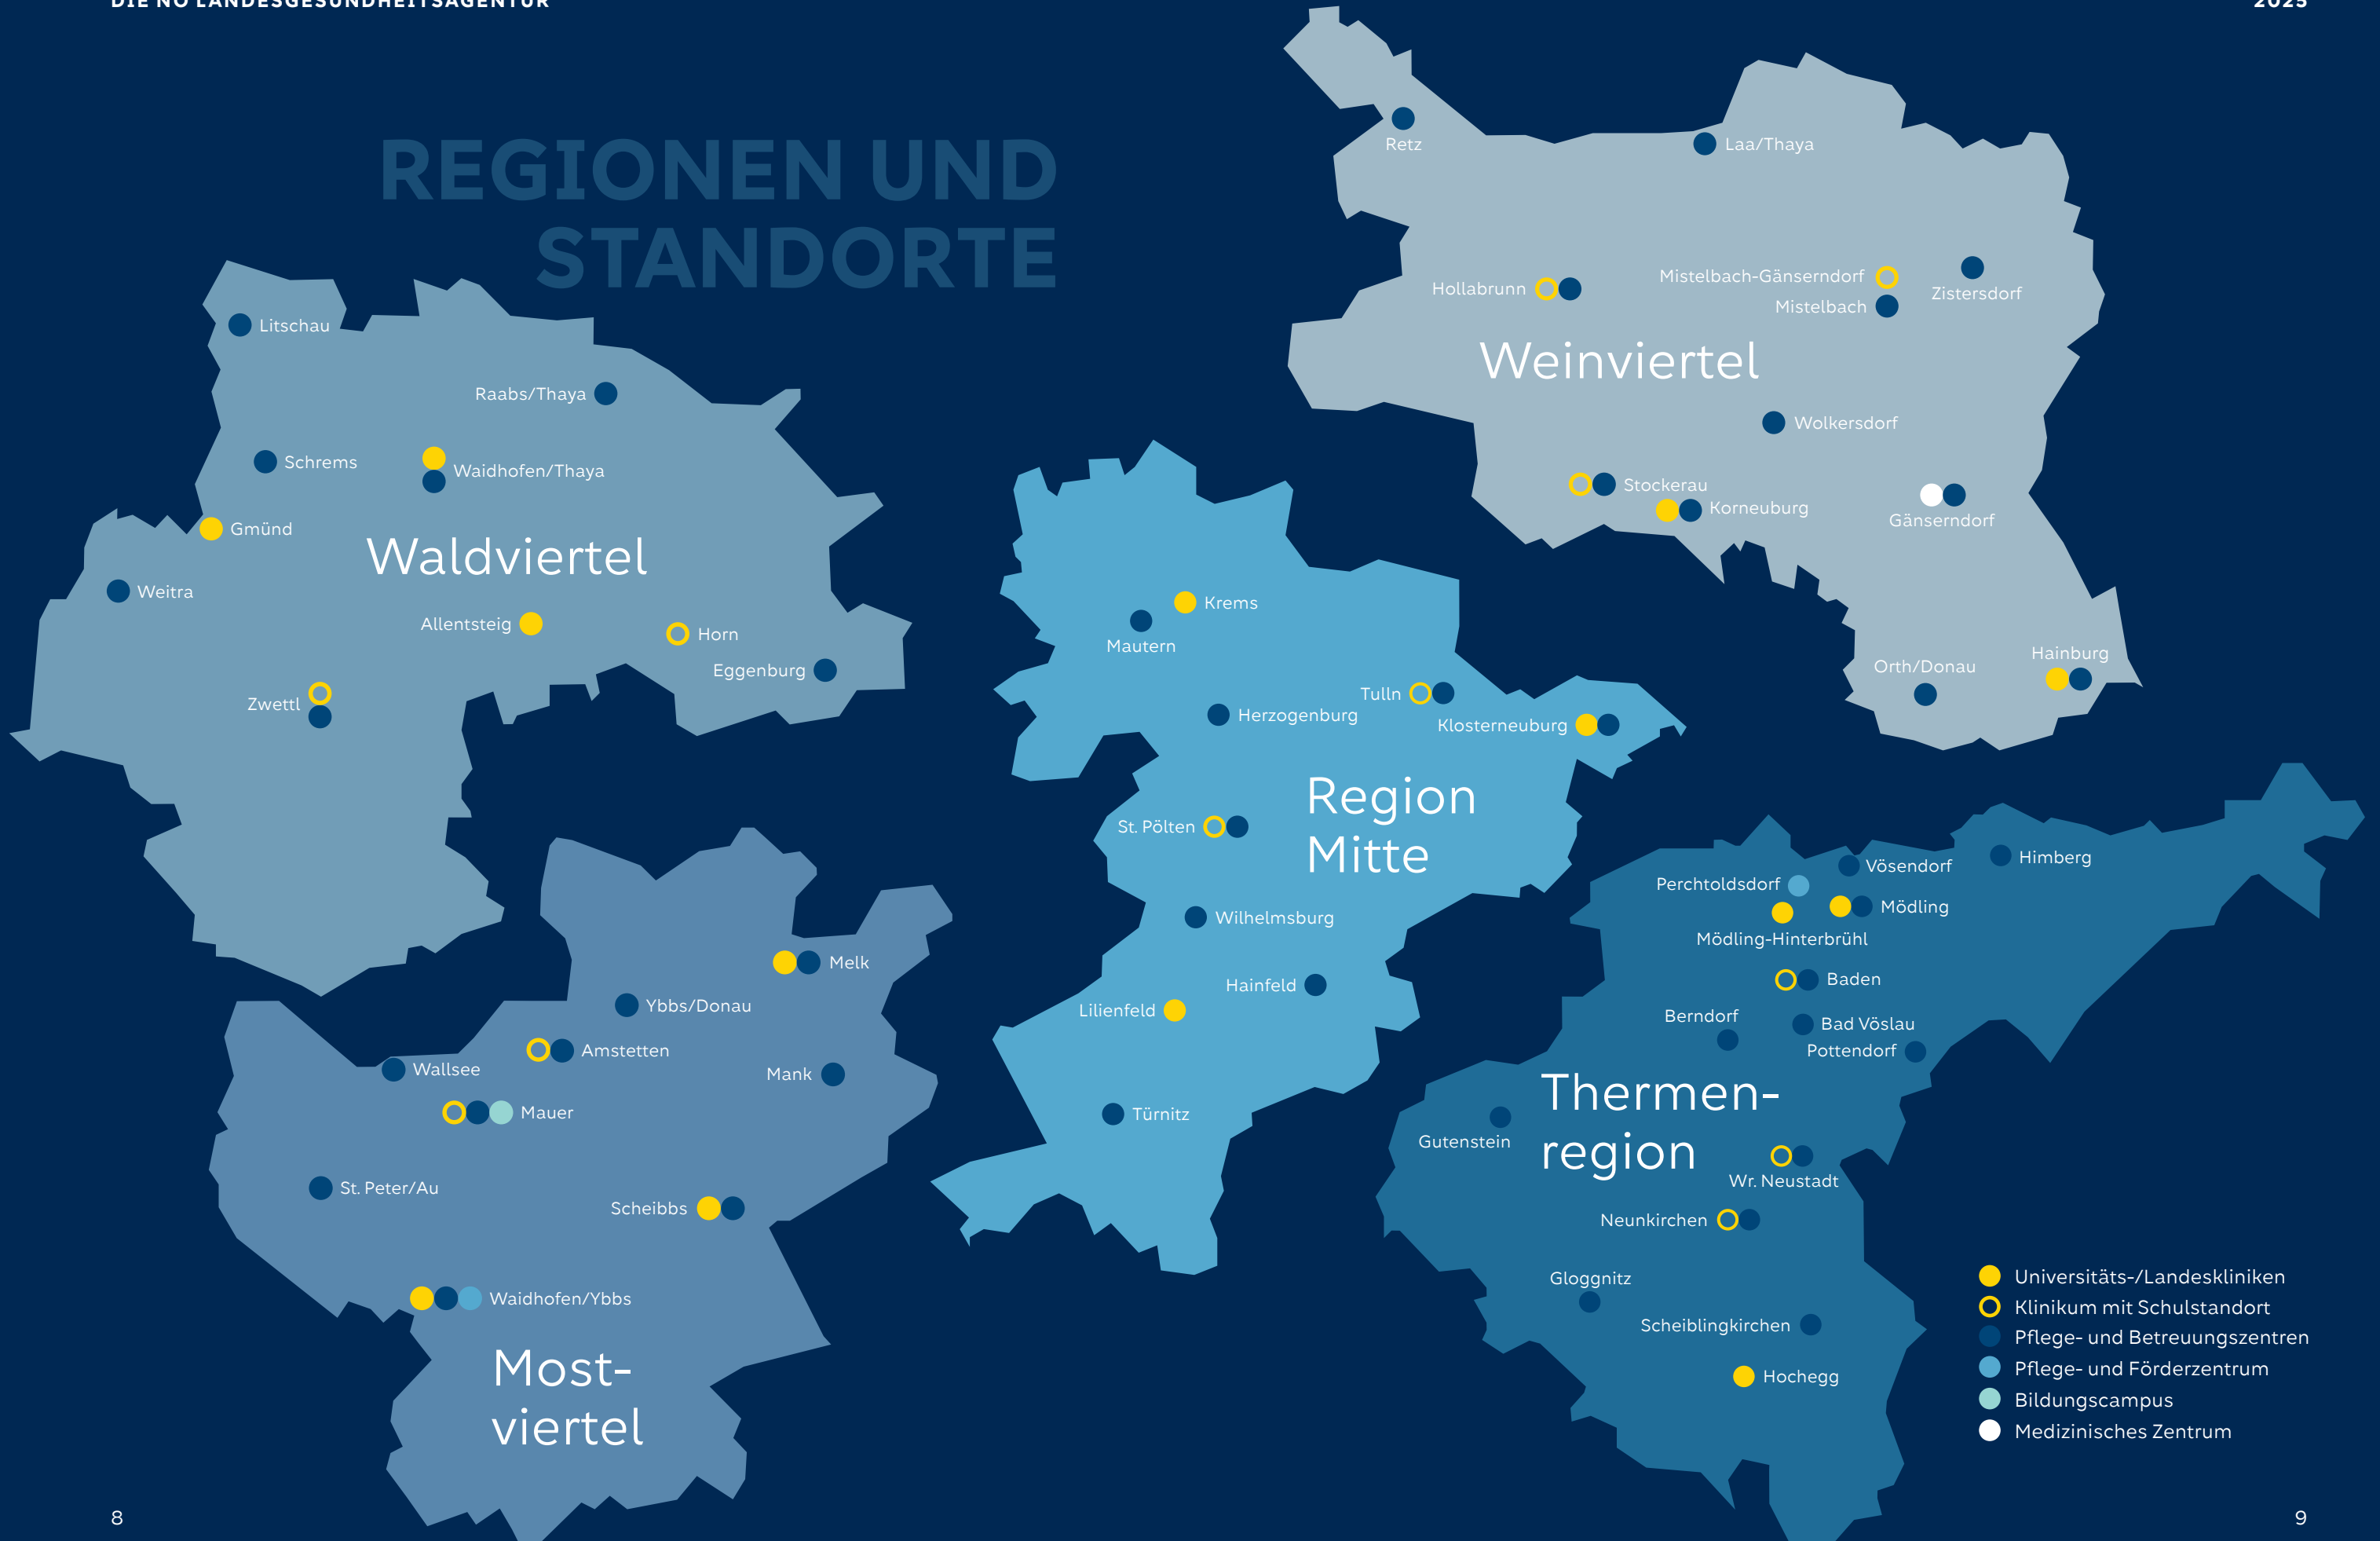 DIE NÖ LANDESGESUNDHEITSAGENTUR
2025
REGIONEN UND
STANDORTE
Litschau
Raabs/Thaya
Schrems
Waidhofen/Thaya
Gmünd
Waldviertel
Weitra
Allentsteig
Horn
Eggenburg
Zwettl
Retz
Laa/Thaya
Hollabrunn
Mistelbach-Gänserndorf
Mistelbach
Zistersdorf
Weinviertel
Wolkersdorf
Stockerau
Korneuburg
Gänserndorf
Orth/Donau
Hainburg
Krems
Mautern
Tulln
Herzogenburg
Klosterneuburg
Region
Mitte
St. Pölten
Wilhelmsburg
Hainfeld
Lilienfeld
Türnitz
Melk
Ybbs/Donau
Amstetten
Wallsee
Mank
Mauer
St. Peter/Au
Scheibbs
Waidhofen/Ybbs
Most-
viertel
Himberg
Vösendorf
Perchtoldsdorf
Mödling
Mödling-Hinterbrühl
Baden
Berndorf
Bad Vöslau
Pottendorf
Thermen-
region
Gutenstein
Wr. Neustadt
Neunkirchen
Gloggnitz
Scheiblingkirchen
Hochegg
Universitäts-/Landeskliniken
Klinikum mit Schulstandort
Pflege- und Betreuungszentren
Pflege- und Förderzentrum
Bildungscampus
Medizinisches Zentrum
8
9